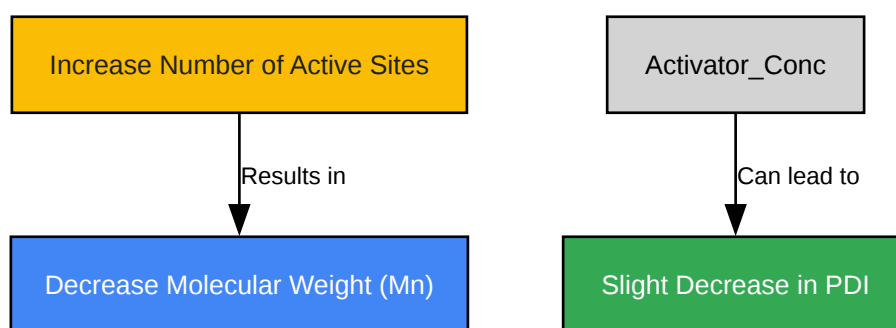 Increase Number of Active Sites
Activator_Conc
Results in
Can lead to
Decrease Molecular Weight (Mn)
Slight Decrease in PDI